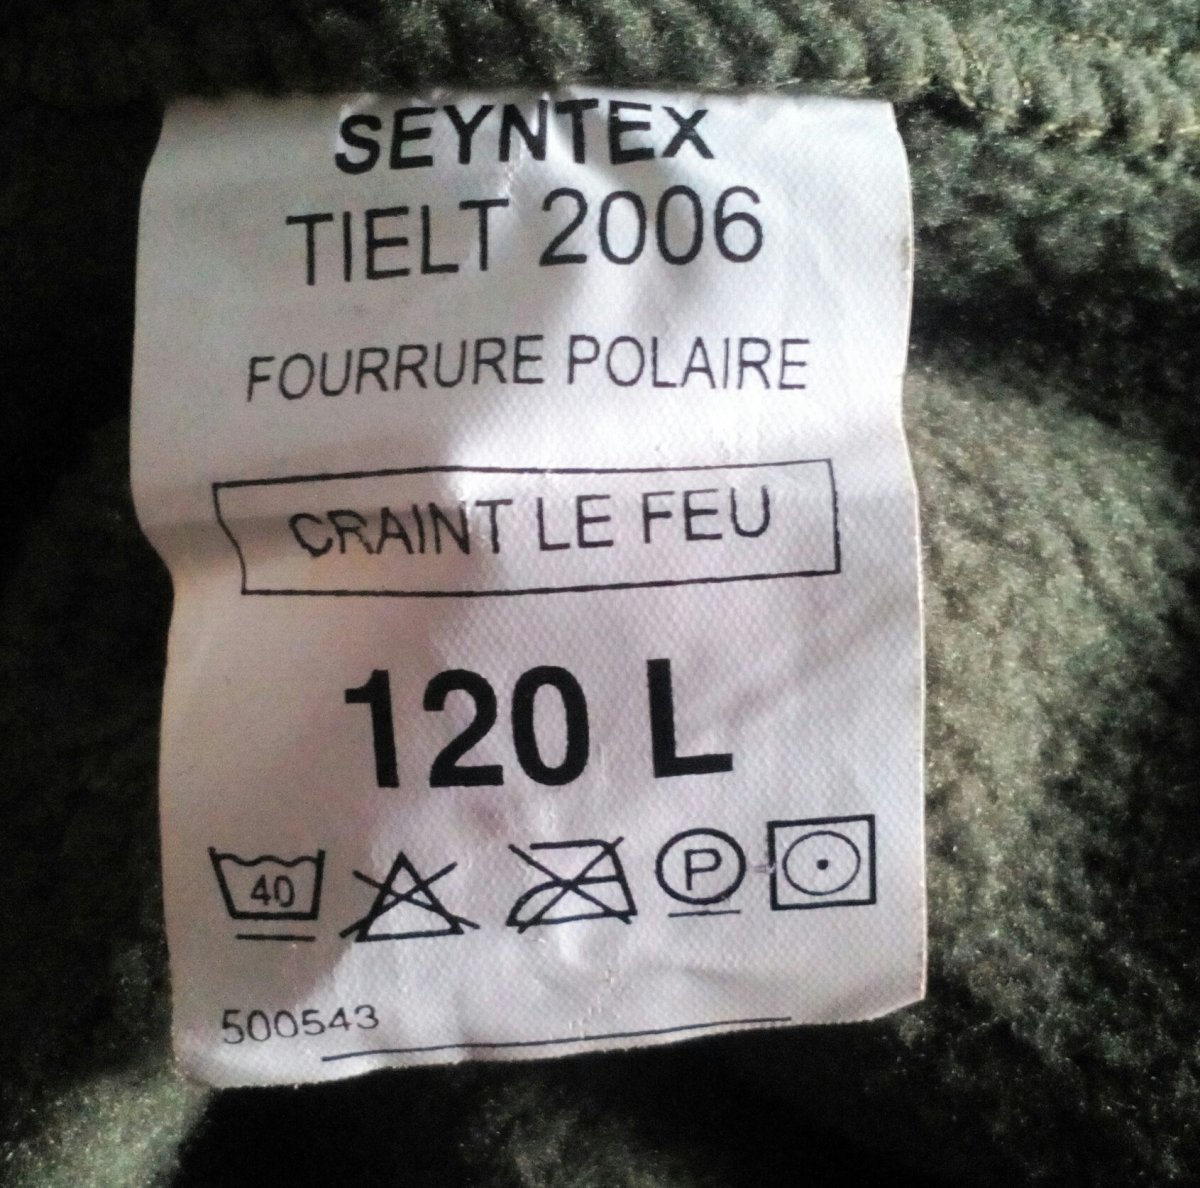 SEYNTEX
TIELT 2006
FOURRURE POLAIRE
CRAINT LE FEU
120 L
40 P
500543